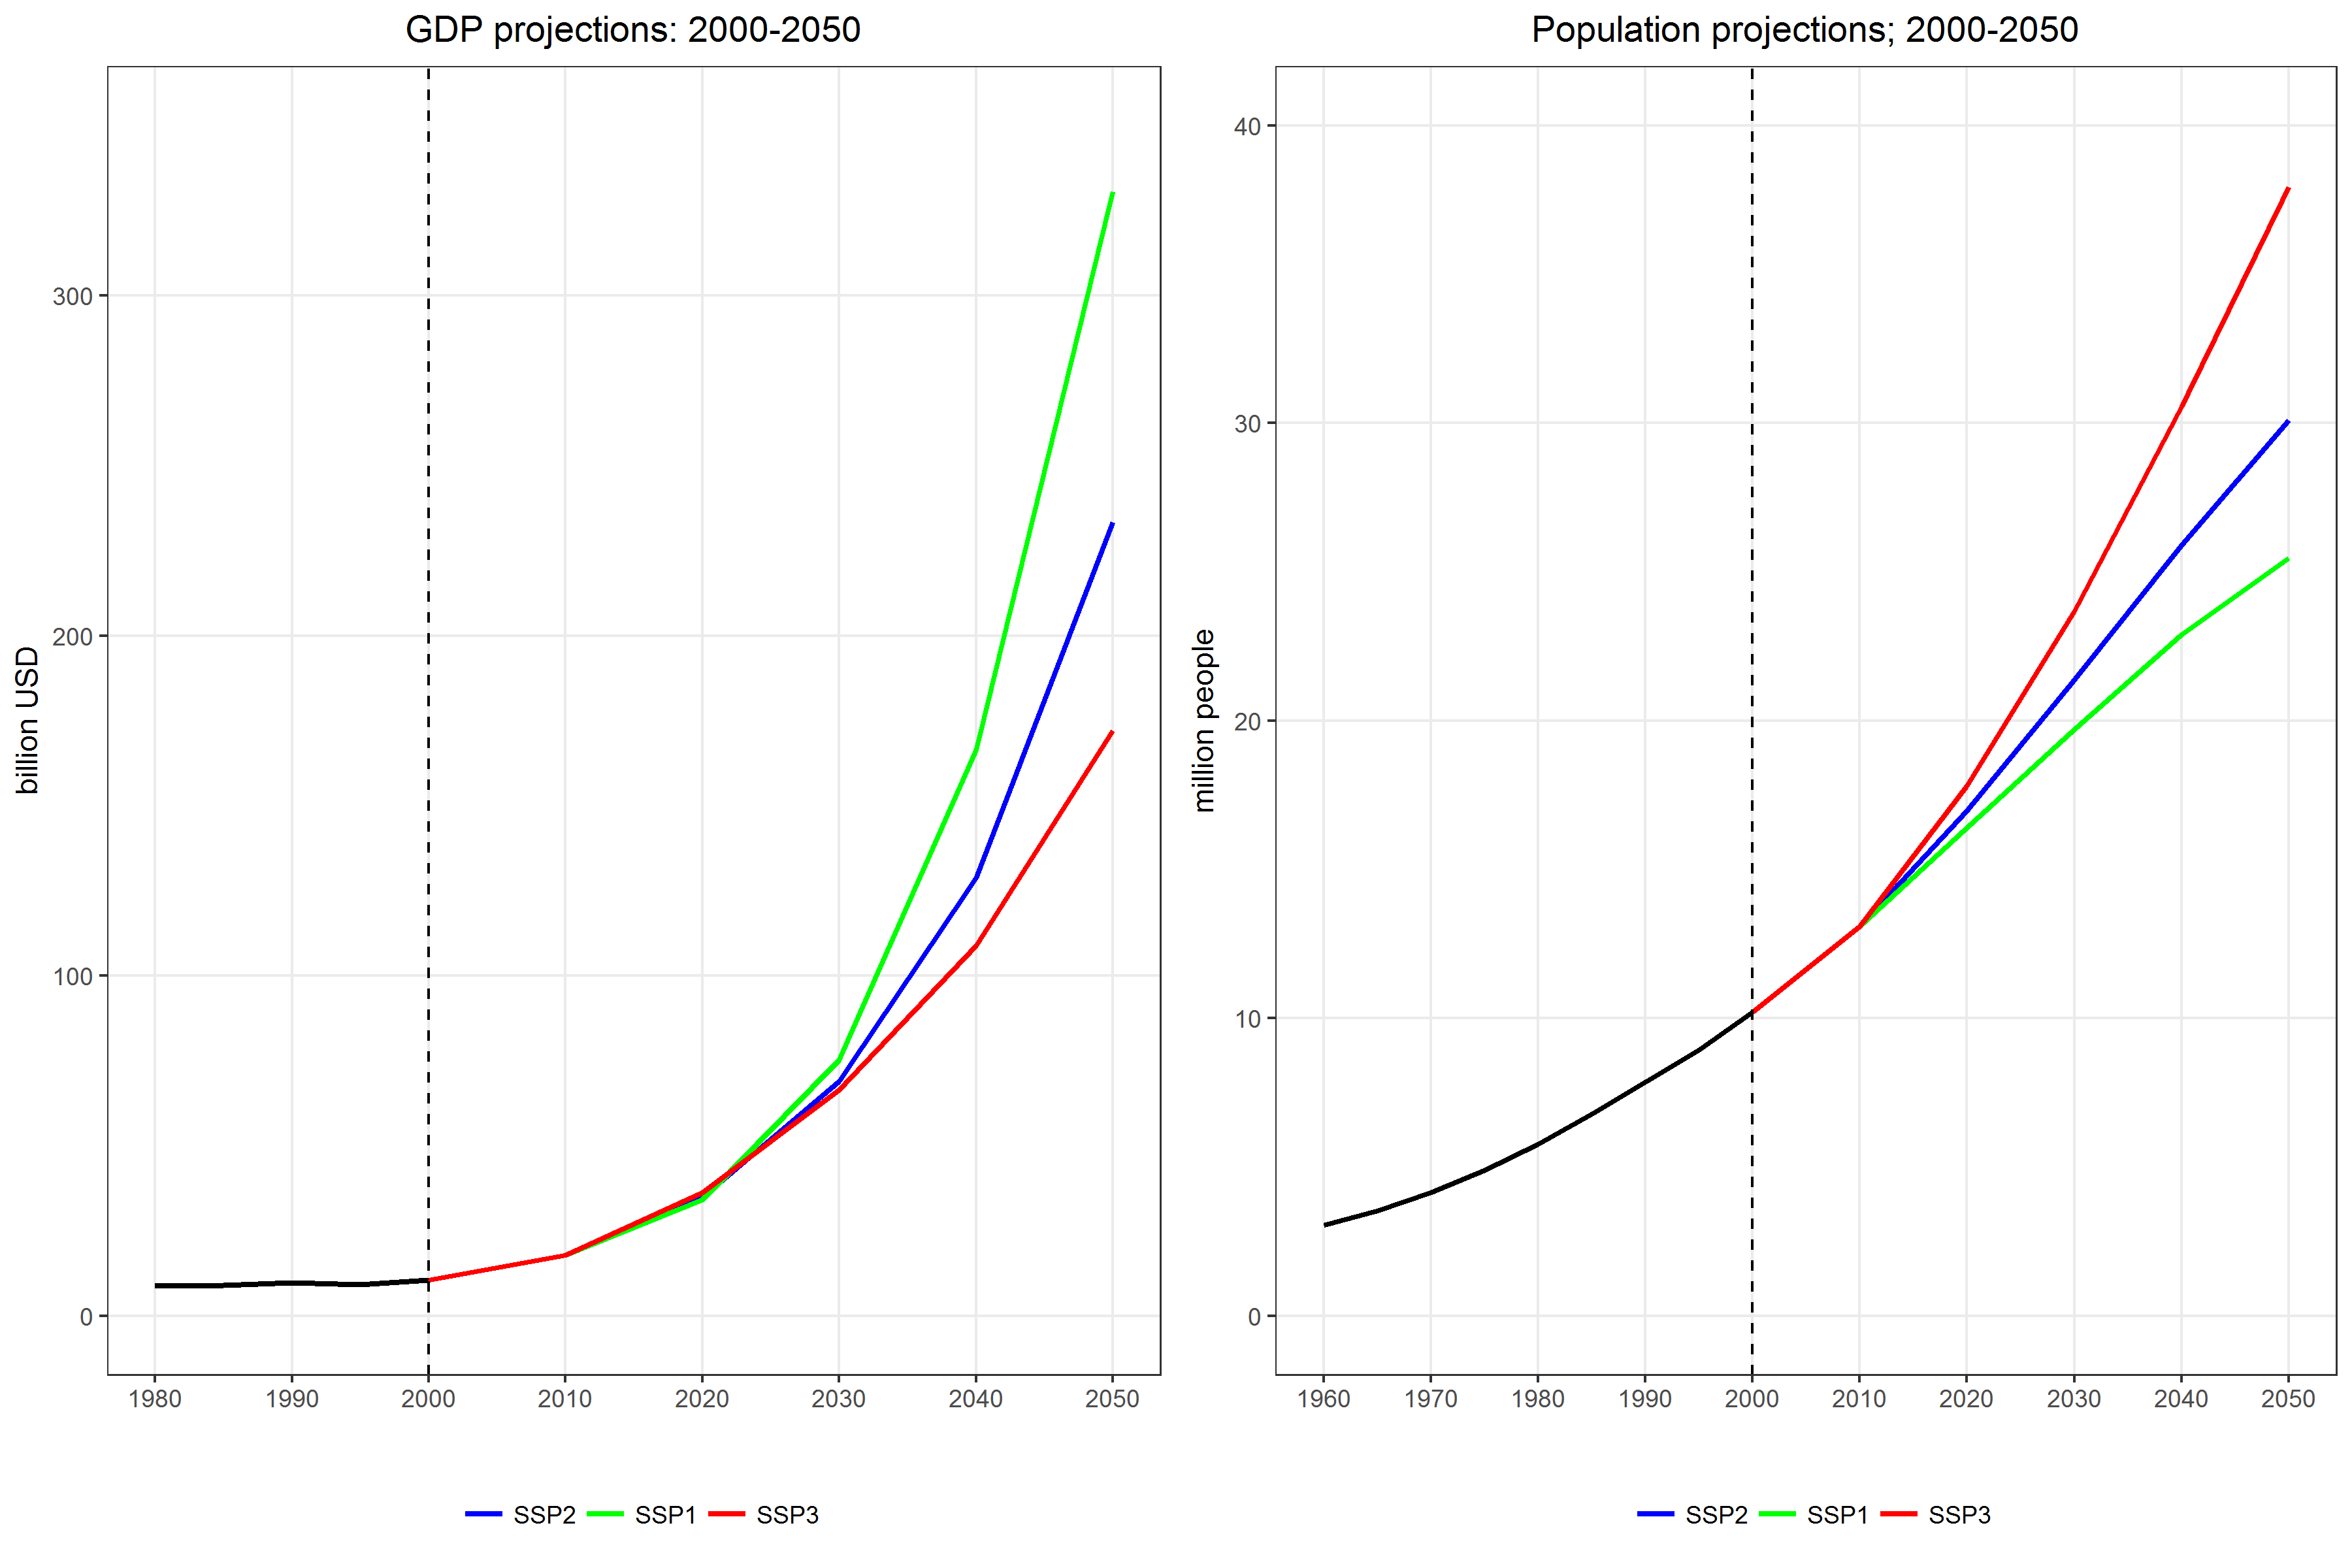 GDP projections: 2000-2050
billion USD
300
200
100
0
1980 1990 2000 2010 2020 2030 2040 2050
SSP2 SSP1 SSP3
Population projections; 2000-2050
million people
40
30
20
10
0
1960 1970 1980 1990 2000 2010 2020 2030 2040 2050
SSP2 SSP1 SSP3